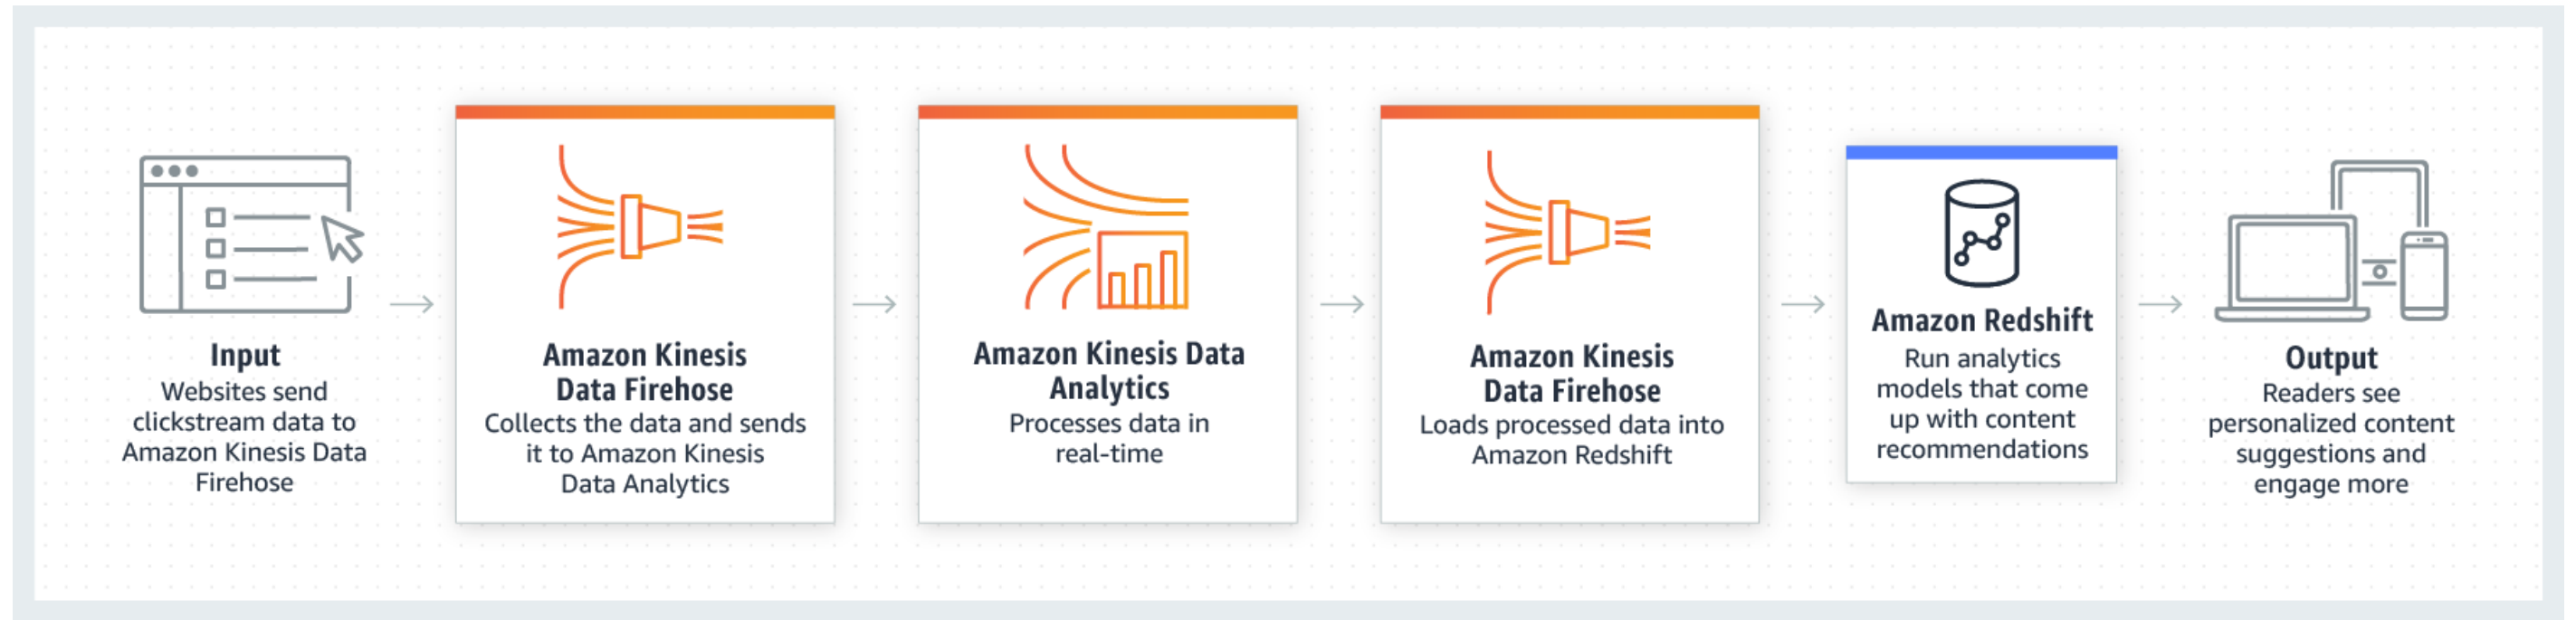 Input
Websites send
clickstream data to
Amazon Kinesis Data
Firehose
Amazon Kinesis
Data Firehose
Collects the data and sends
it to Amazon Kinesis
Data Analytics
Amazon Kinesis Data
Analytics
Processes data in
real-time
Amazon Kinesis
Data Firehose
Loads processed data into
Amazon Redshift
Amazon Redshift
Run analytics
models that come
up with content
recommendations
Output
Readers see
personalized content
suggestions and
engage more